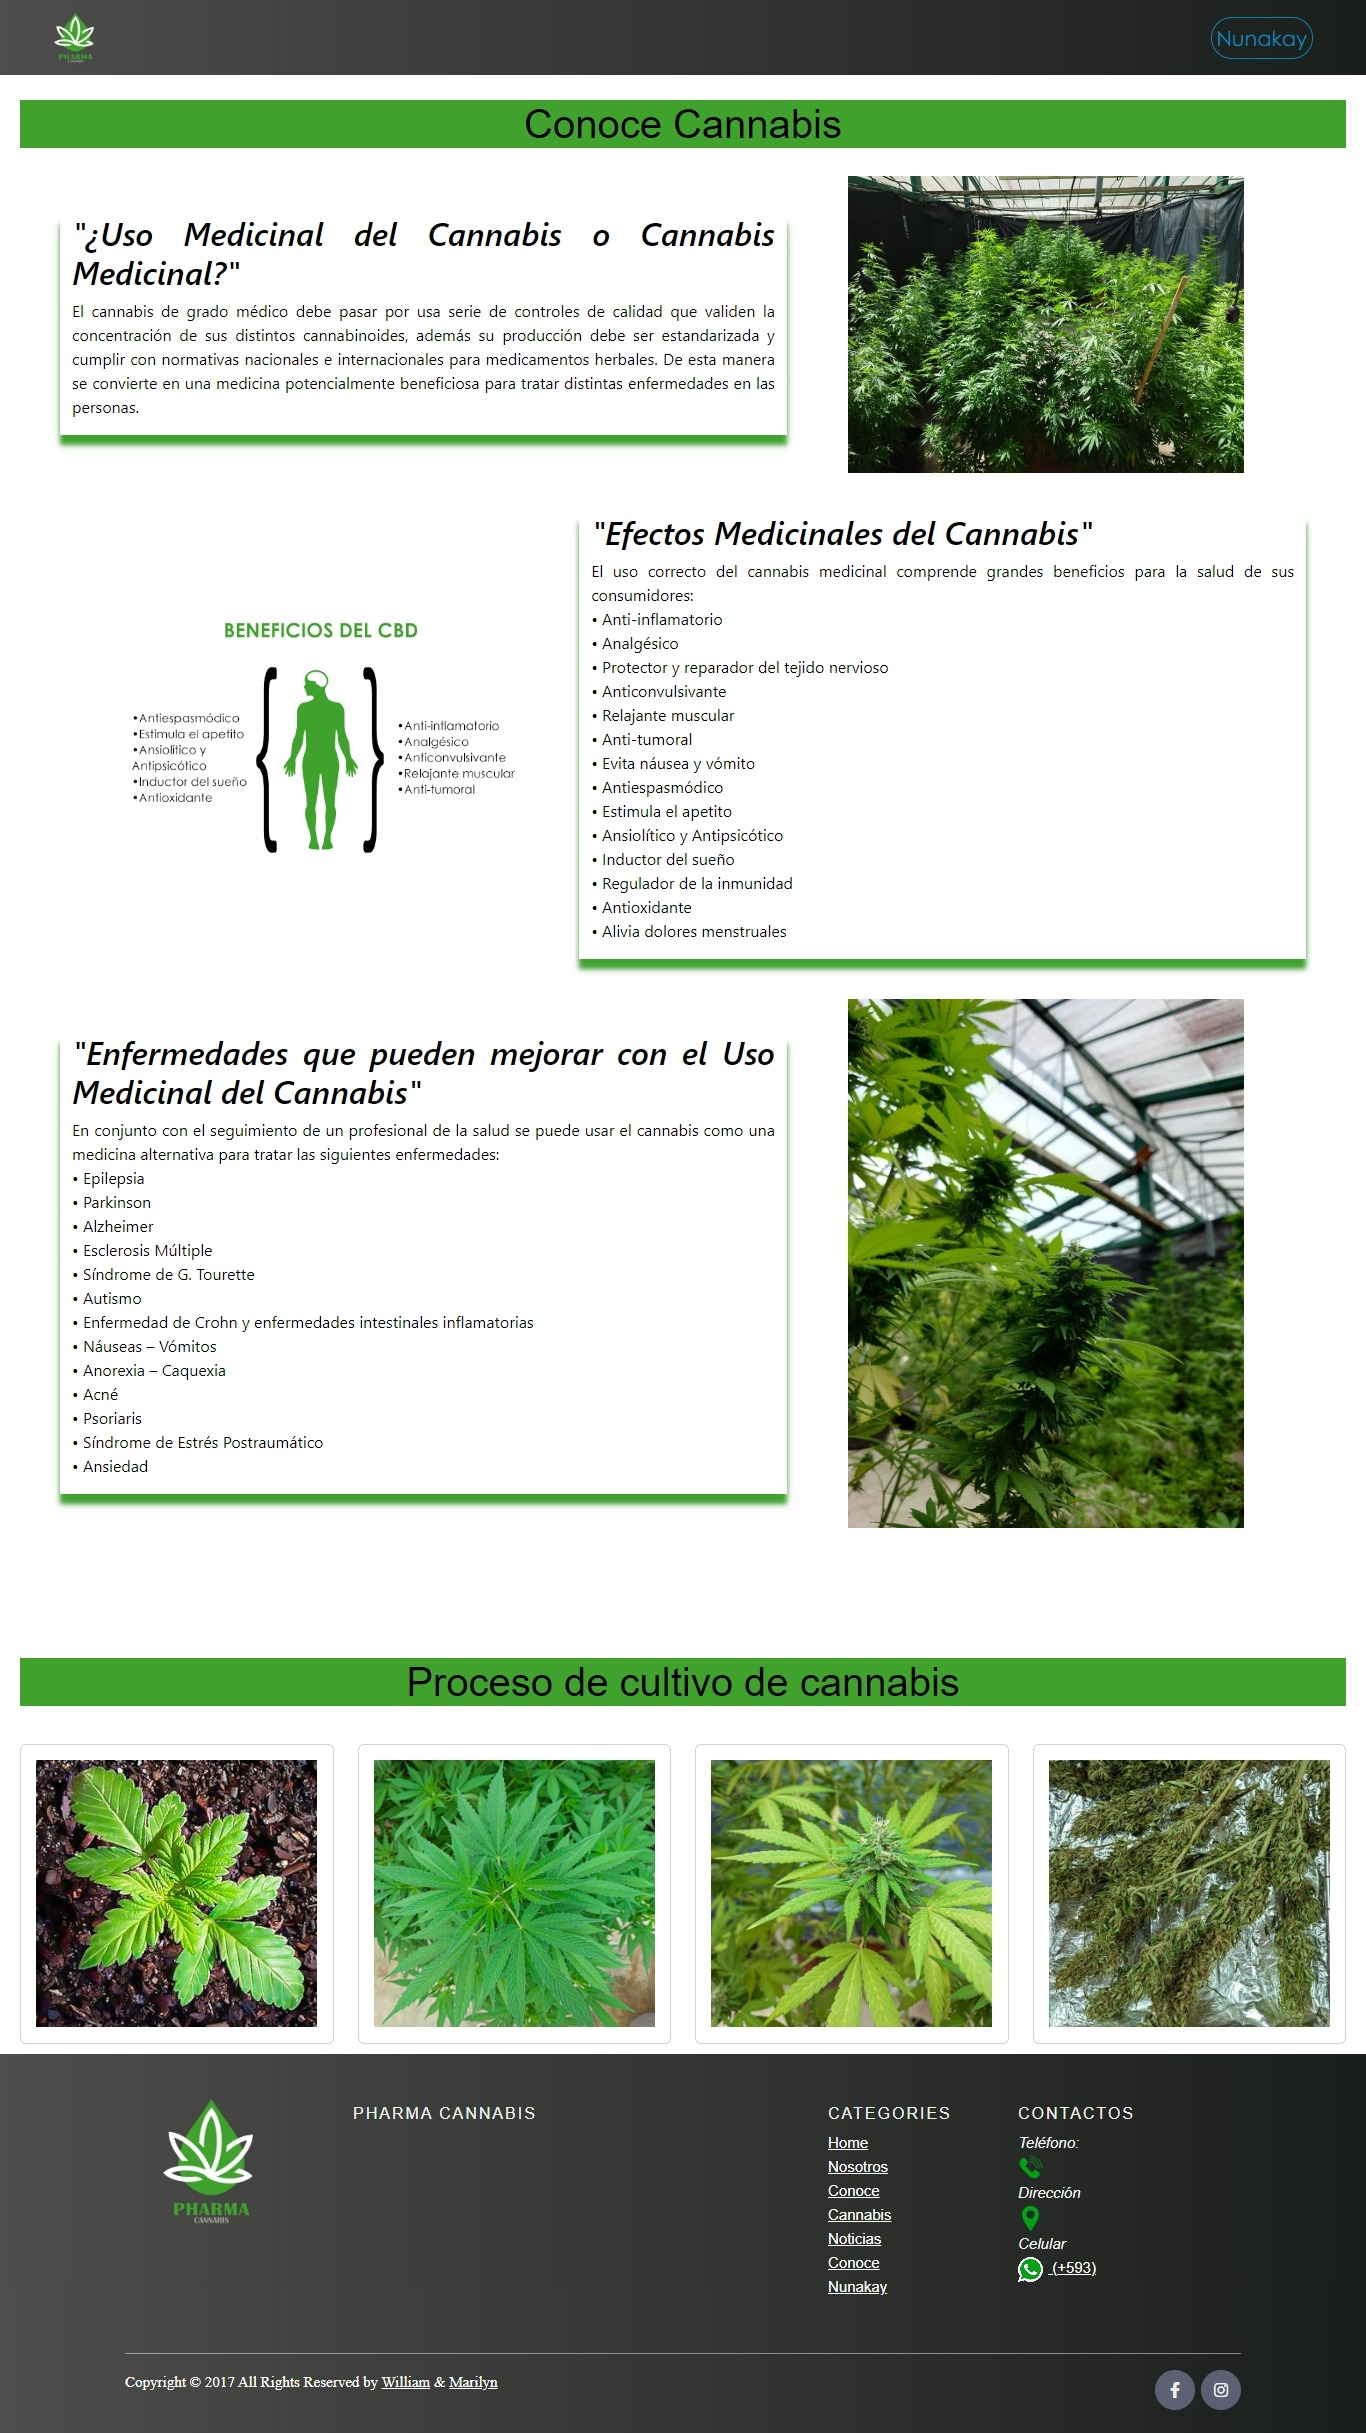 PHARMA
CANNABIS
Nunakay
Conoce Cannabis
"¿Uso Medicinal del Cannabis o Cannabis
Medicinal?"
El cannabis de grado médico debe pasar por usa serie de controles de calidad que validen la
concentración de sus distintos cannabinoides, además su producción debe ser estandarizada y
cumplir con normativas nacionales e internacionales para medicamentos herbales. De esta manera
se convierte en una medicina potencialmente beneficiosa para tratar distintas enfermedades en las
personas.
BENEFICIOS DEL CBD
•Antiespasmódico
•Estimula el apetito
•Ansiolítico y
Antipsicótico
•Inductor del sueño
•Antioxidante
•Anti-inflamatorio
•Analgésico
•Anticonvulsivante
•Relajante muscular
•Anti-tumoral
"Efectos Medicinales del Cannabis"
El uso correcto del cannabis medicinal comprende grandes beneficios para la salud de sus
consumidores:
• Anti-inflamatorio
• Analgésico
• Protector y reparador del tejido nervioso
• Anticonvulsivante
• Relajante muscular
• Anti-tumoral
• Evita náusea y vómito
• Antiespasmódico
• Estimula el apetito
• Ansiolítico y Antipsicótico
• Inductor del sueño
• Regulador de la inmunidad
• Antioxidante
• Alivia dolores menstruales
"Enfermedades que pueden mejorar con el Uso
Medicinal del Cannabis"
En conjunto con el seguimiento de un profesional de la salud se puede usar el cannabis como una
medicina alternativa para tratar las siguientes enfermedades:
• Epilepsia
• Parkinson
• Alzheimer
• Esclerosis Múltiple
• Síndrome de G. Tourette
• Autismo
• Enfermedad de Crohn y enfermedades intestinales inflamatorias
• Náuseas – Vómitos
• Anorexia – Caquexia
• Acné
• Psoriaris
• Síndrome de Estrés Postraumático
• Ansiedad
Proceso de cultivo de cannabis
PHARMA
CANNABIS
PHARMA CANNABIS
CATEGORIES
Home
Nosotros
Conoce
Cannabis
Noticias
Conoce
Nunakay
CONTACTOS
Teléfono:
Dirección
Celular
(+593)
Copyright © 2017 All Rights Reserved by William & Marilyn